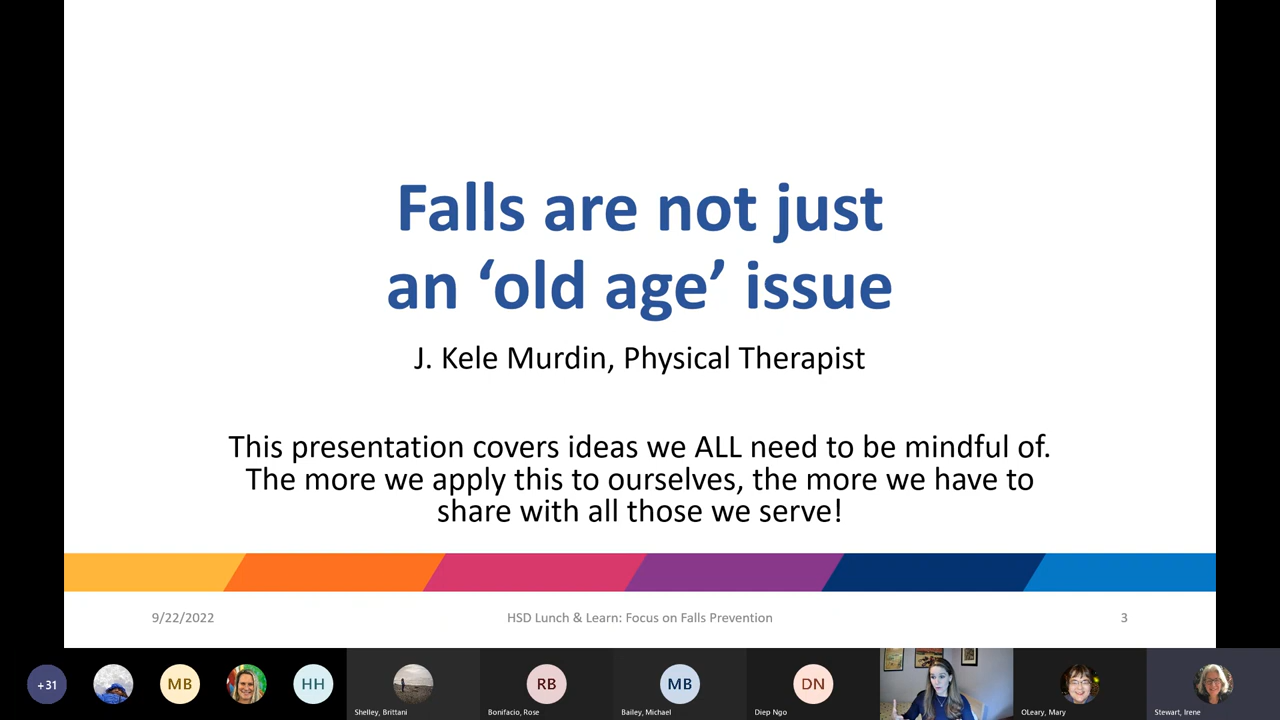 Falls are not just
an ‘old age’ issue
J. Kele Murdin, Physical Therapist
This presentation covers ideas we ALL need to be mindful of.
The more we apply this to ourselves, the more we have to
share with all those we serve!
9/22/2022
HSD Lunch & Learn: Focus on Falls Prevention
3
+31
MB
HH
RB
MB
DN
Shelley, Brittani
Bonifacio, Rose
Bailey, Michael
Diep Ngo
OLeary, Mary
Stewart, Irene